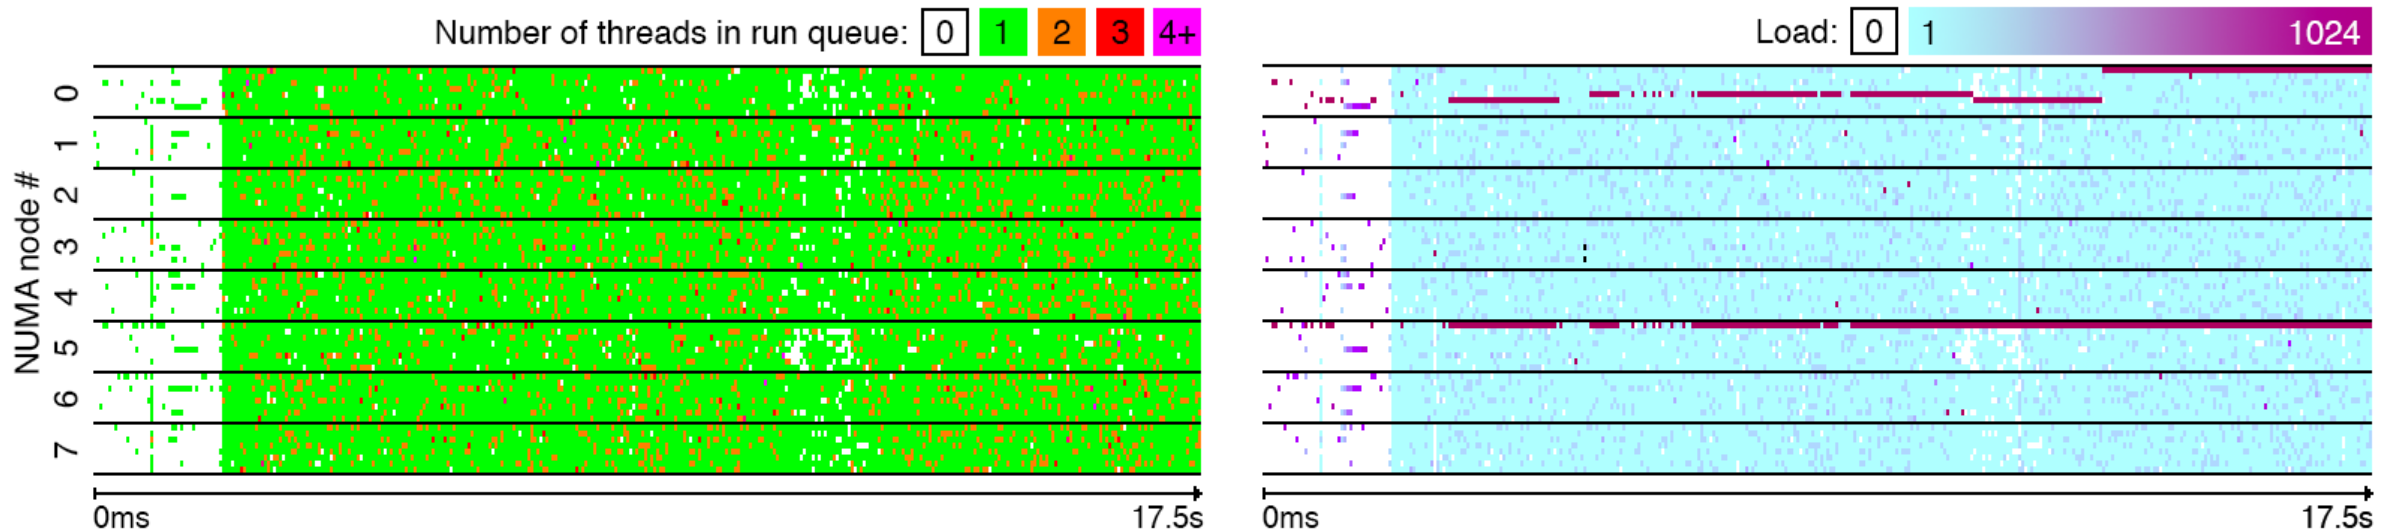 Number of threads in run queue: 0 1 2 3 4+
Load: 0 1 1024
NUMA node #
0
1
2
3
4
5
6
7
0ms 17.5s
0ms 17.5s